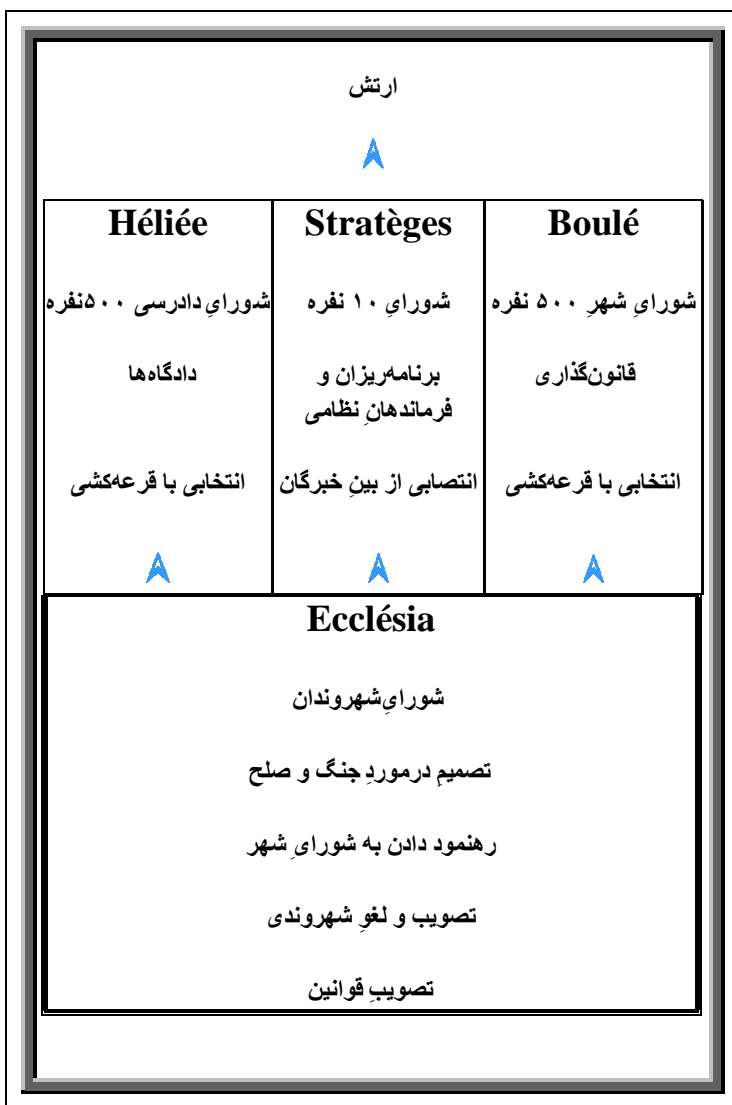 ارتش
Héliée
شورایِ دادرسی ۵۰۰نفره
دادگاه‌ها
انتخابی با قرعه‌کشی
Stratèges
شورایِ ۱۰ نفره
برنامه‌ریزان و
فرماندهانِ نظامی
انتصابی از بینِ خبرگان
Boulé
شورایِ شهرِ ۵۰۰ نفره
قانون‌گذاری
انتخابی با قرعه‌کشی
Ecclésia
شورایِ‌شهروندان
تصمیمِ درموردِ جنگ و صلح
رهنمود دادن به شورایِ شهر
تصویب و لغوِ شهروندی
تصویبِ قوانین